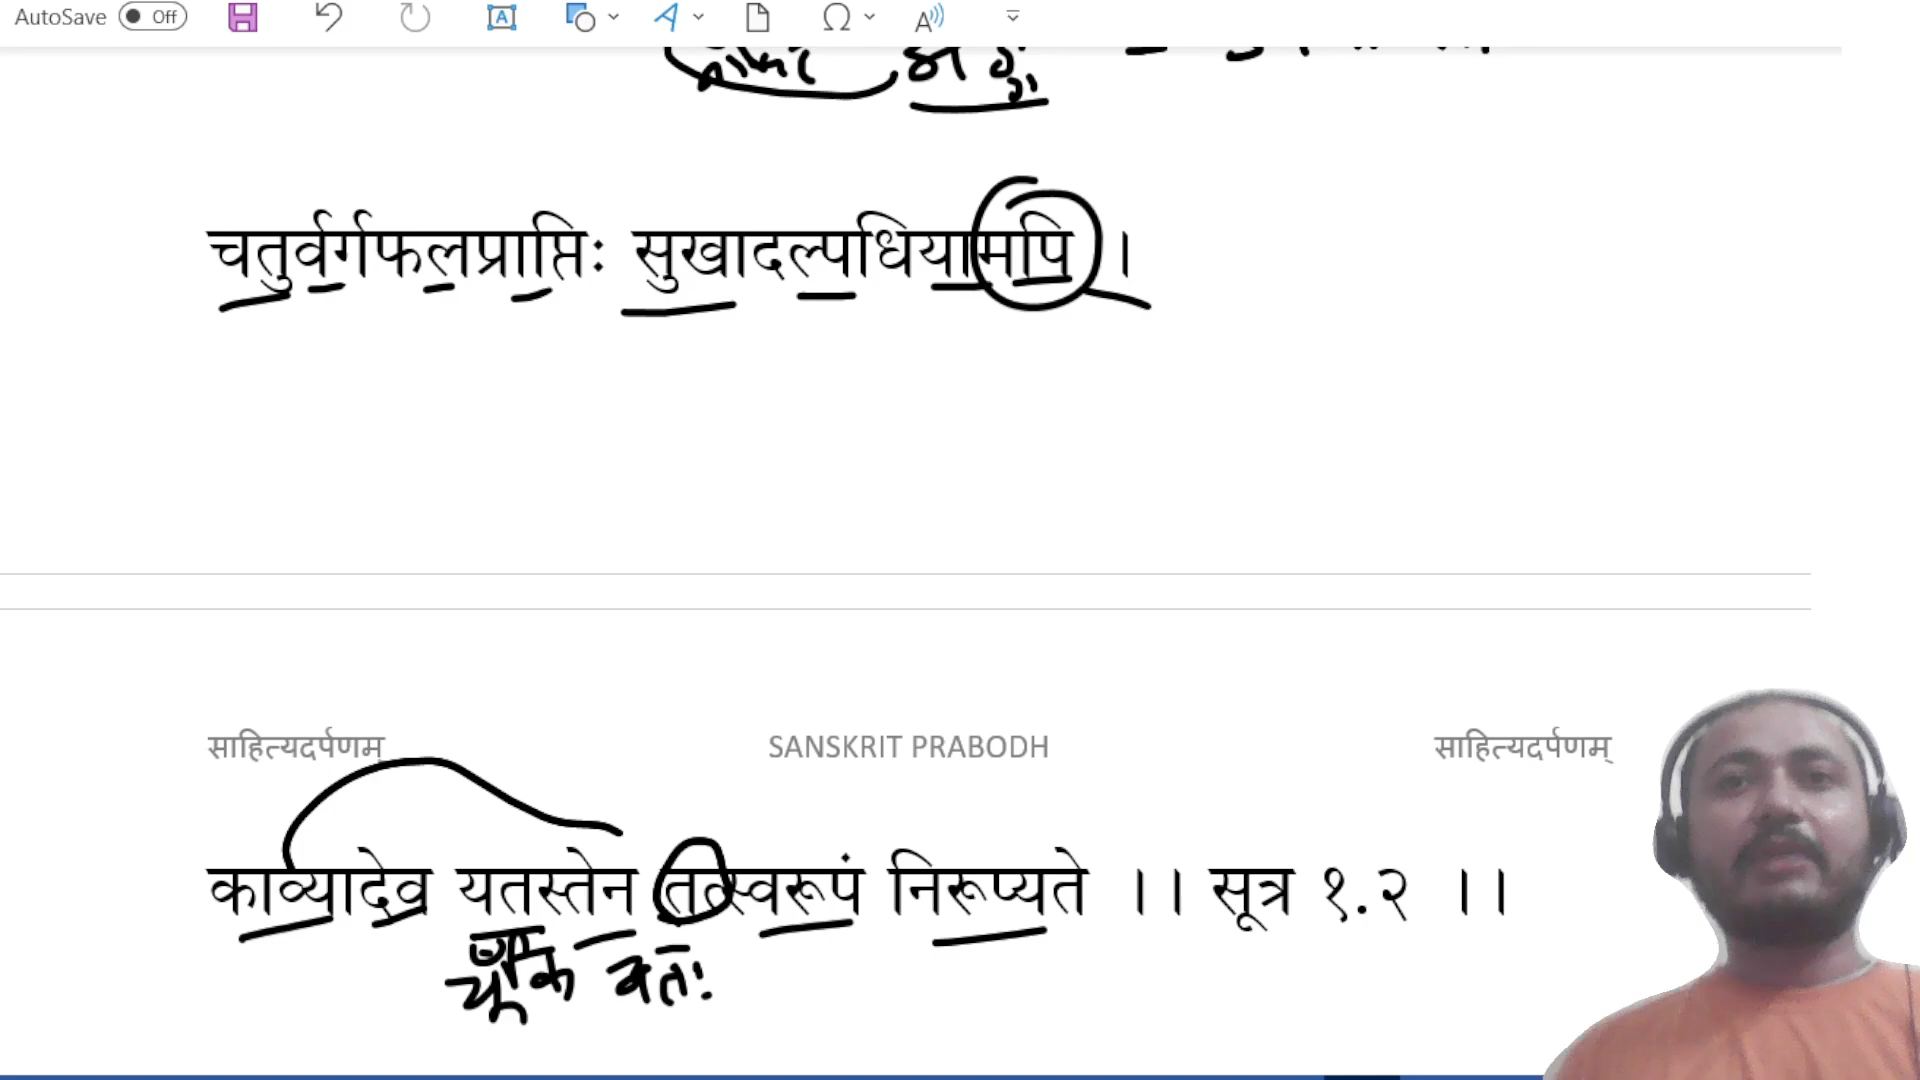 AutoSave Off
चतुर्वर्गफलप्राप्तिः सुखादल्पधियामपि ।
साहित्यदर्पणम् SANSKRIT PRABODH साहित्यदर्पणम्
काव्यादेव यतस्तेन तत्स्वरूपं निरूप्यते ।। सूत्र १.२ ।।